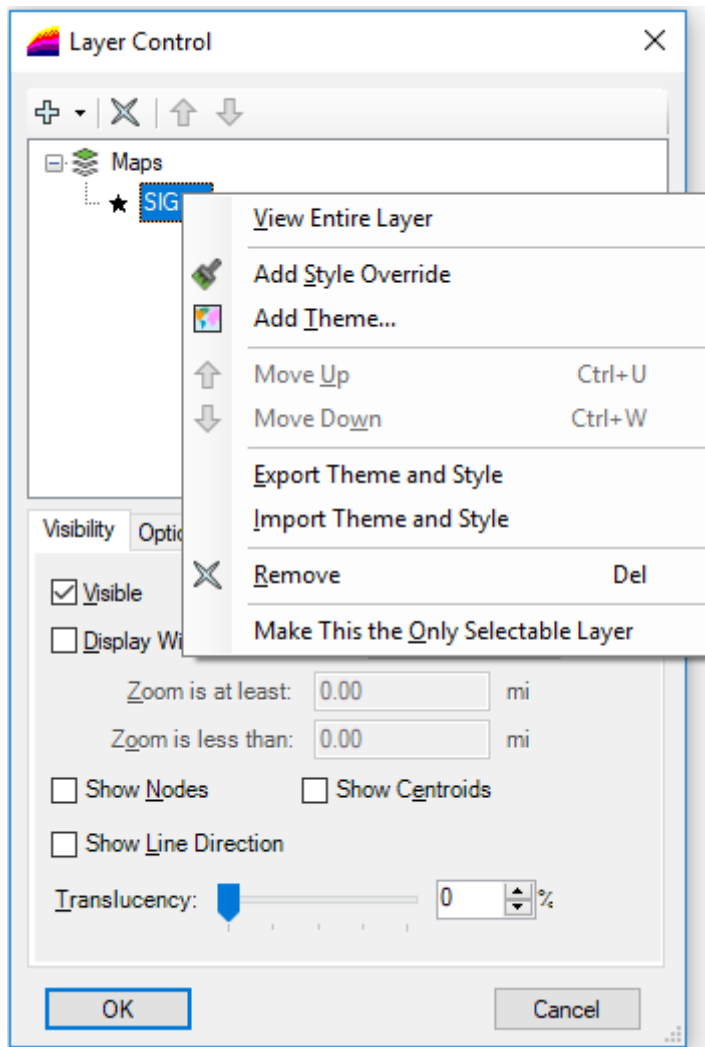 Layer Control
Maps
SIG
View Entire Layer
Add Style Override
Add Theme...
Move Up Ctrl+U
Move Down Ctrl+W
Export Theme and Style
Import Theme and Style
Remove Del
Make This the Only Selectable Layer
Visibility Optio
Visible
Display Wi
Zoom is at least: 0.00 mi
Zoom is less than: 0.00 mi
Show Nodes Show Centroids
Show Line Direction
Translucency: 0 %
OK Cancel